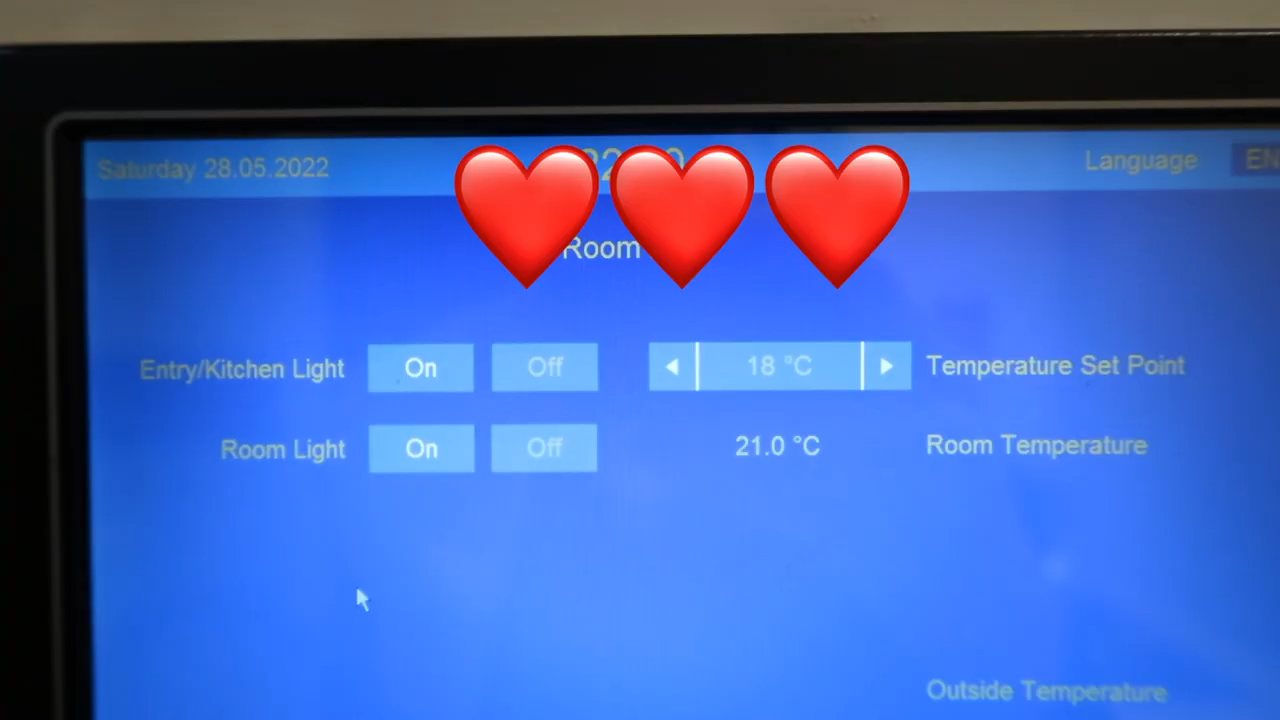 Saturday 28.05.2022 Language
Room
Entry/Kitchen Light On Off 18 °C Temperature Set Point
Room Light On Off 21.0 °C Room Temperature
Outside Temperature